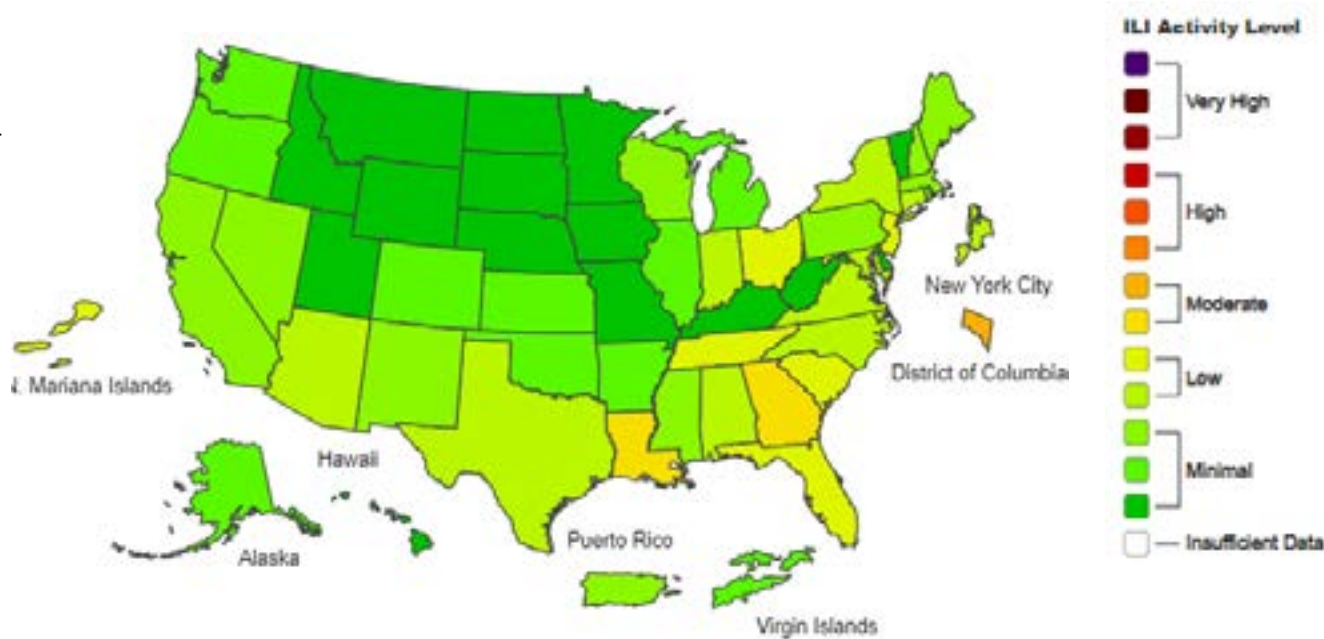 ILI Activity Level
Very High
High
Moderate
Low
Minimal
Insufficient Data
New York City
District of Columbia
N. Mariana Islands
Hawaii
Alaska
Puerto Rico
Virgin Islands